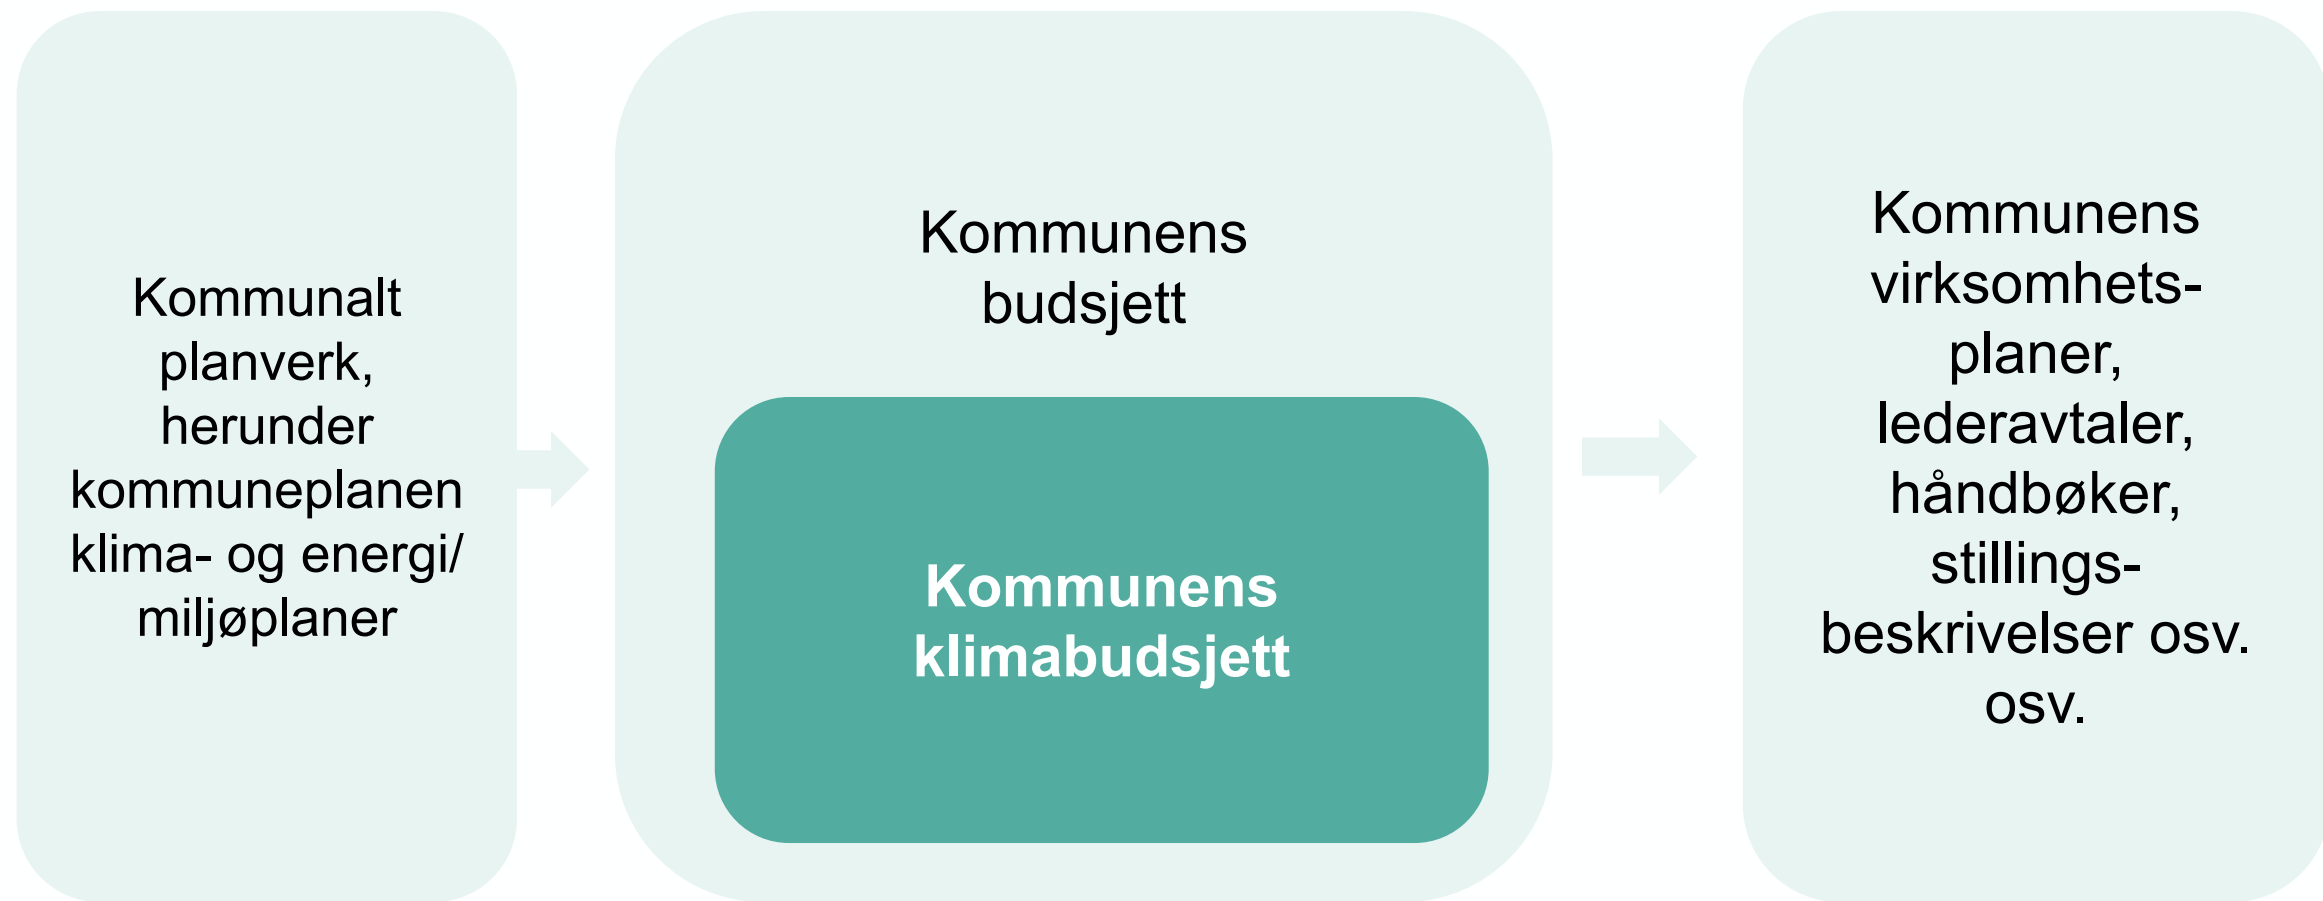 Kommunalt
planverk,
herunder
kommuneplanen
klima- og energi/
miljøplaner
Kommunens
budsjett
Kommunens
klimabudsjett
Kommunens
virksomhets-
planer,
lederavtaler,
håndbøker,
stillings-
beskrivelser osv.
osv.